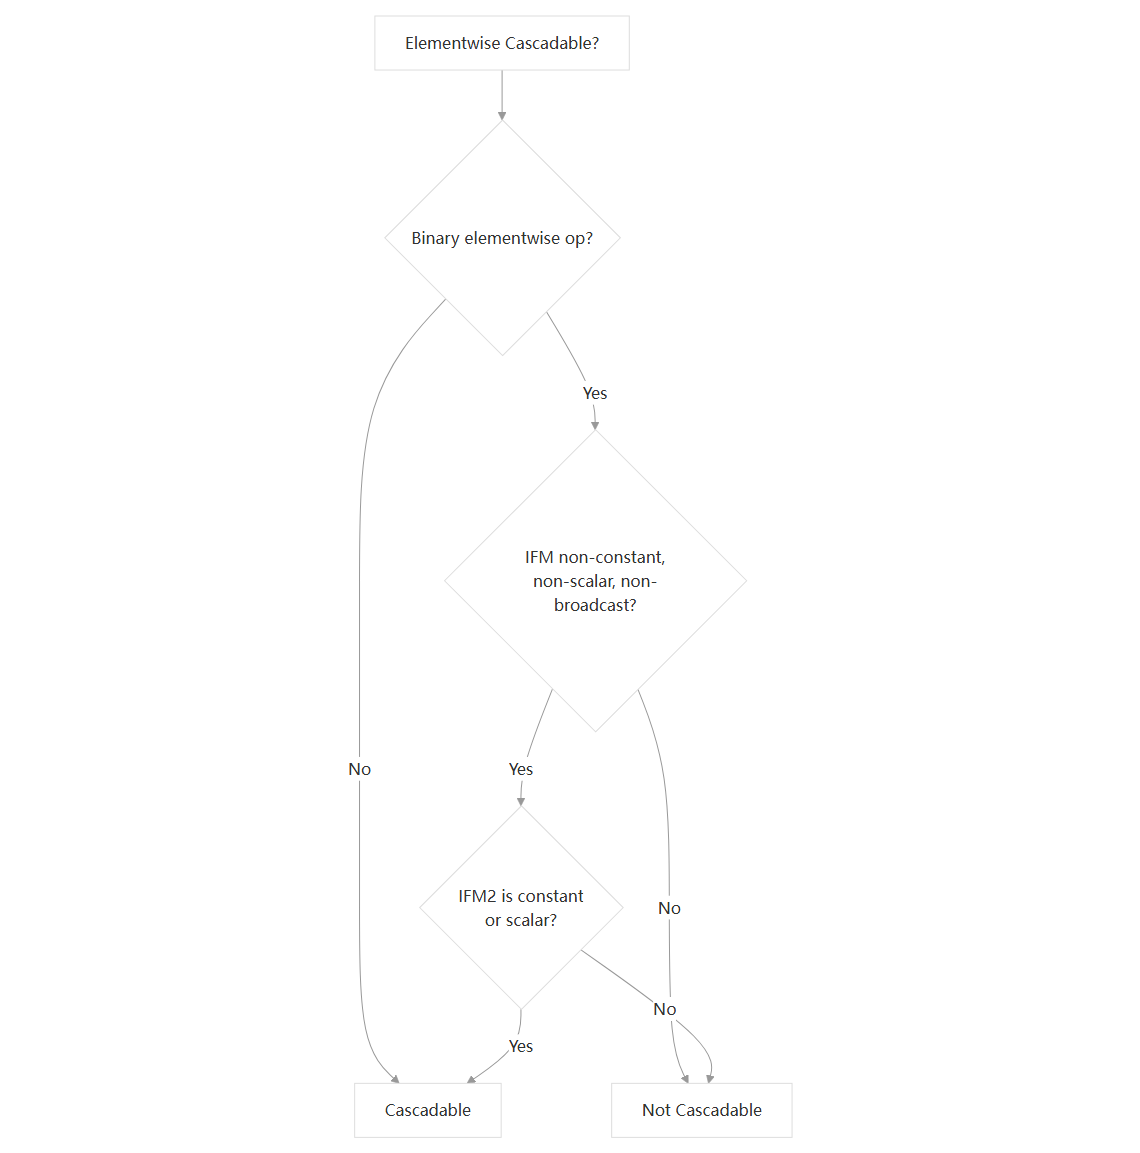 Elementwise Cascadable?
Binary elementwise op?
Yes
IFM non-constant,
non-scalar, non-
broadcast?
No
Yes
IFM2 is constant
or scalar?
No
No
Yes
Cascadable
Not Cascadable